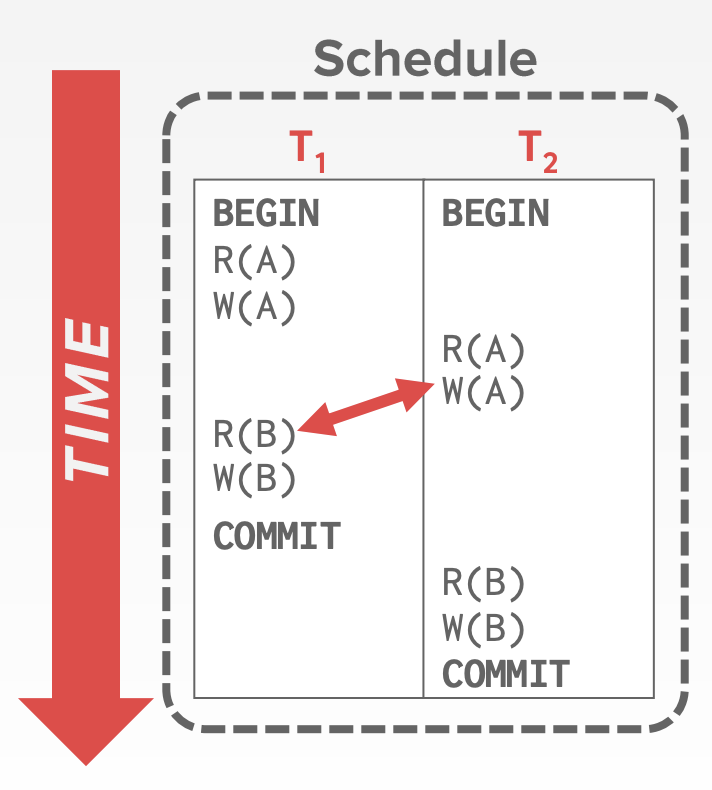 Schedule
T1 T2
BEGIN BEGIN
R(A)
W(A)
R(A)
W(A)
R(B)
W(B)
COMMIT
R(B)
W(B)
COMMIT
TIME